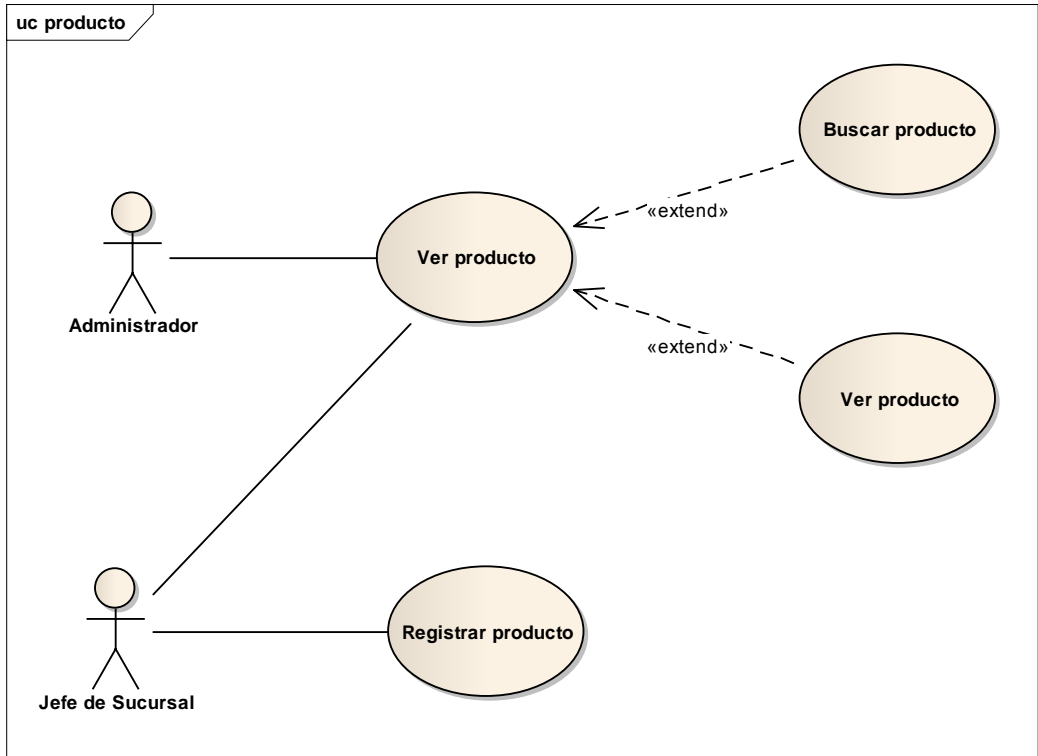 uc producto
Buscar producto
«extend»
Ver producto
Administrador
«extend»
Ver producto
Registrar producto
Jefe de Sucursal